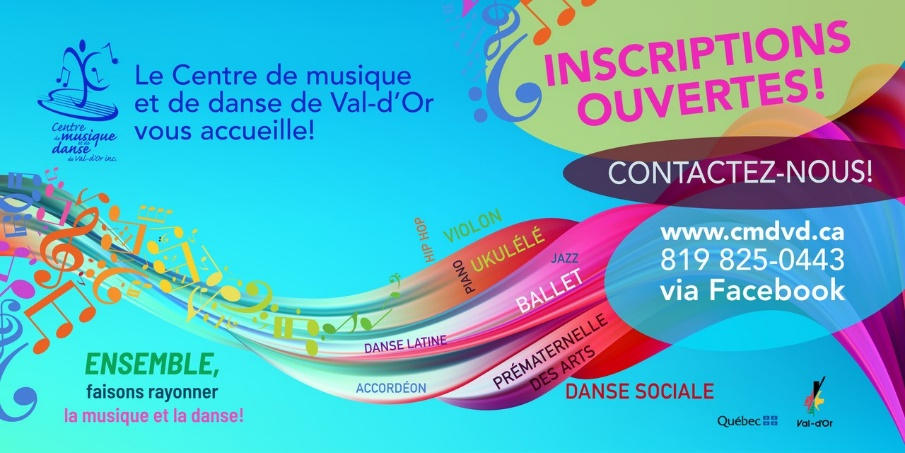 Le Centre de musique
et de danse de Val-d'Or
vous accueille!
Centre
de musique
et de
danse
de Val-d'Or inc.
INSCRIPTIONS
OUVERTES!
CONTACTEZ-NOUS!
www.cmdvd.ca
819 825-0443
via Facebook
HIP HOP
VIOLON
PIANO
UKULÉLÉ
JAZZ
BALLET
DANSE LATINE
PRÉMATERNELLE
DES ARTS
ACCORDÉON
DANSE SOCIALE
ENSEMBLE,
faisons rayonner
la musique et la danse!
Québec
Val-d'Or